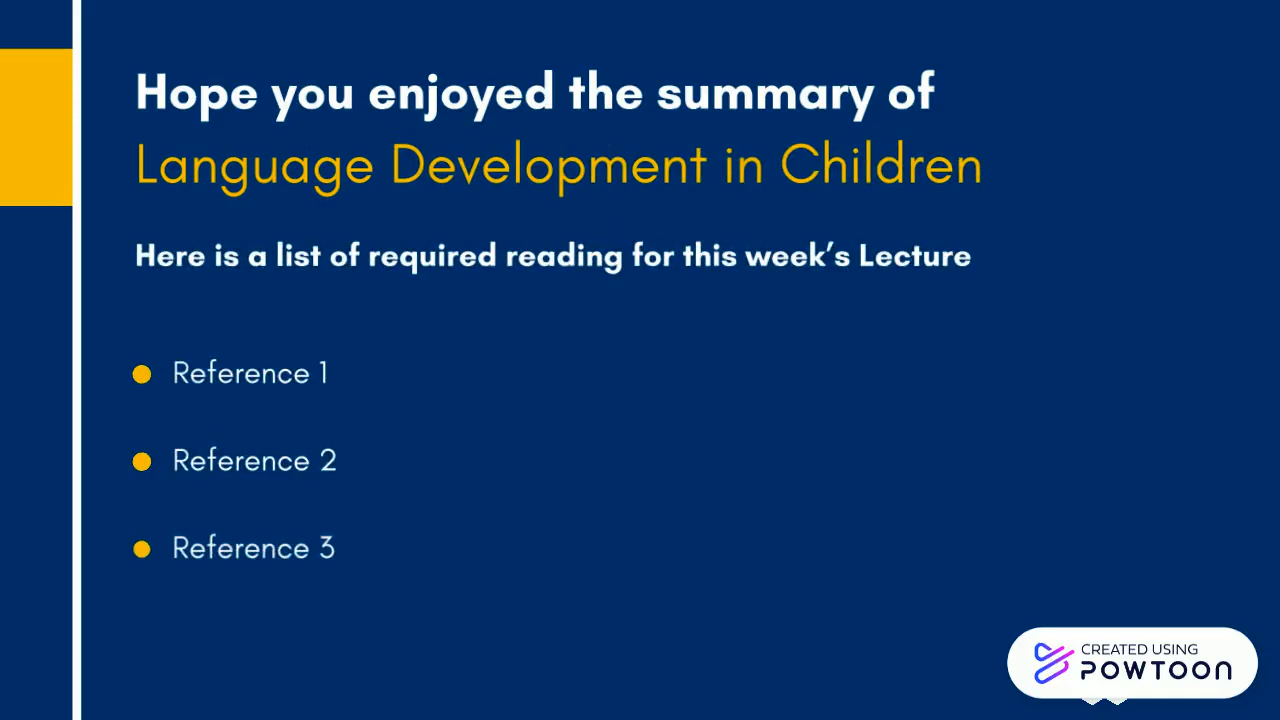 Hope you enjoyed the summary of
Language Development in Children
Here is a list of required reading for this week’s Lecture
Reference 1
Reference 2
Reference 3
CREATED USING
POWTOON